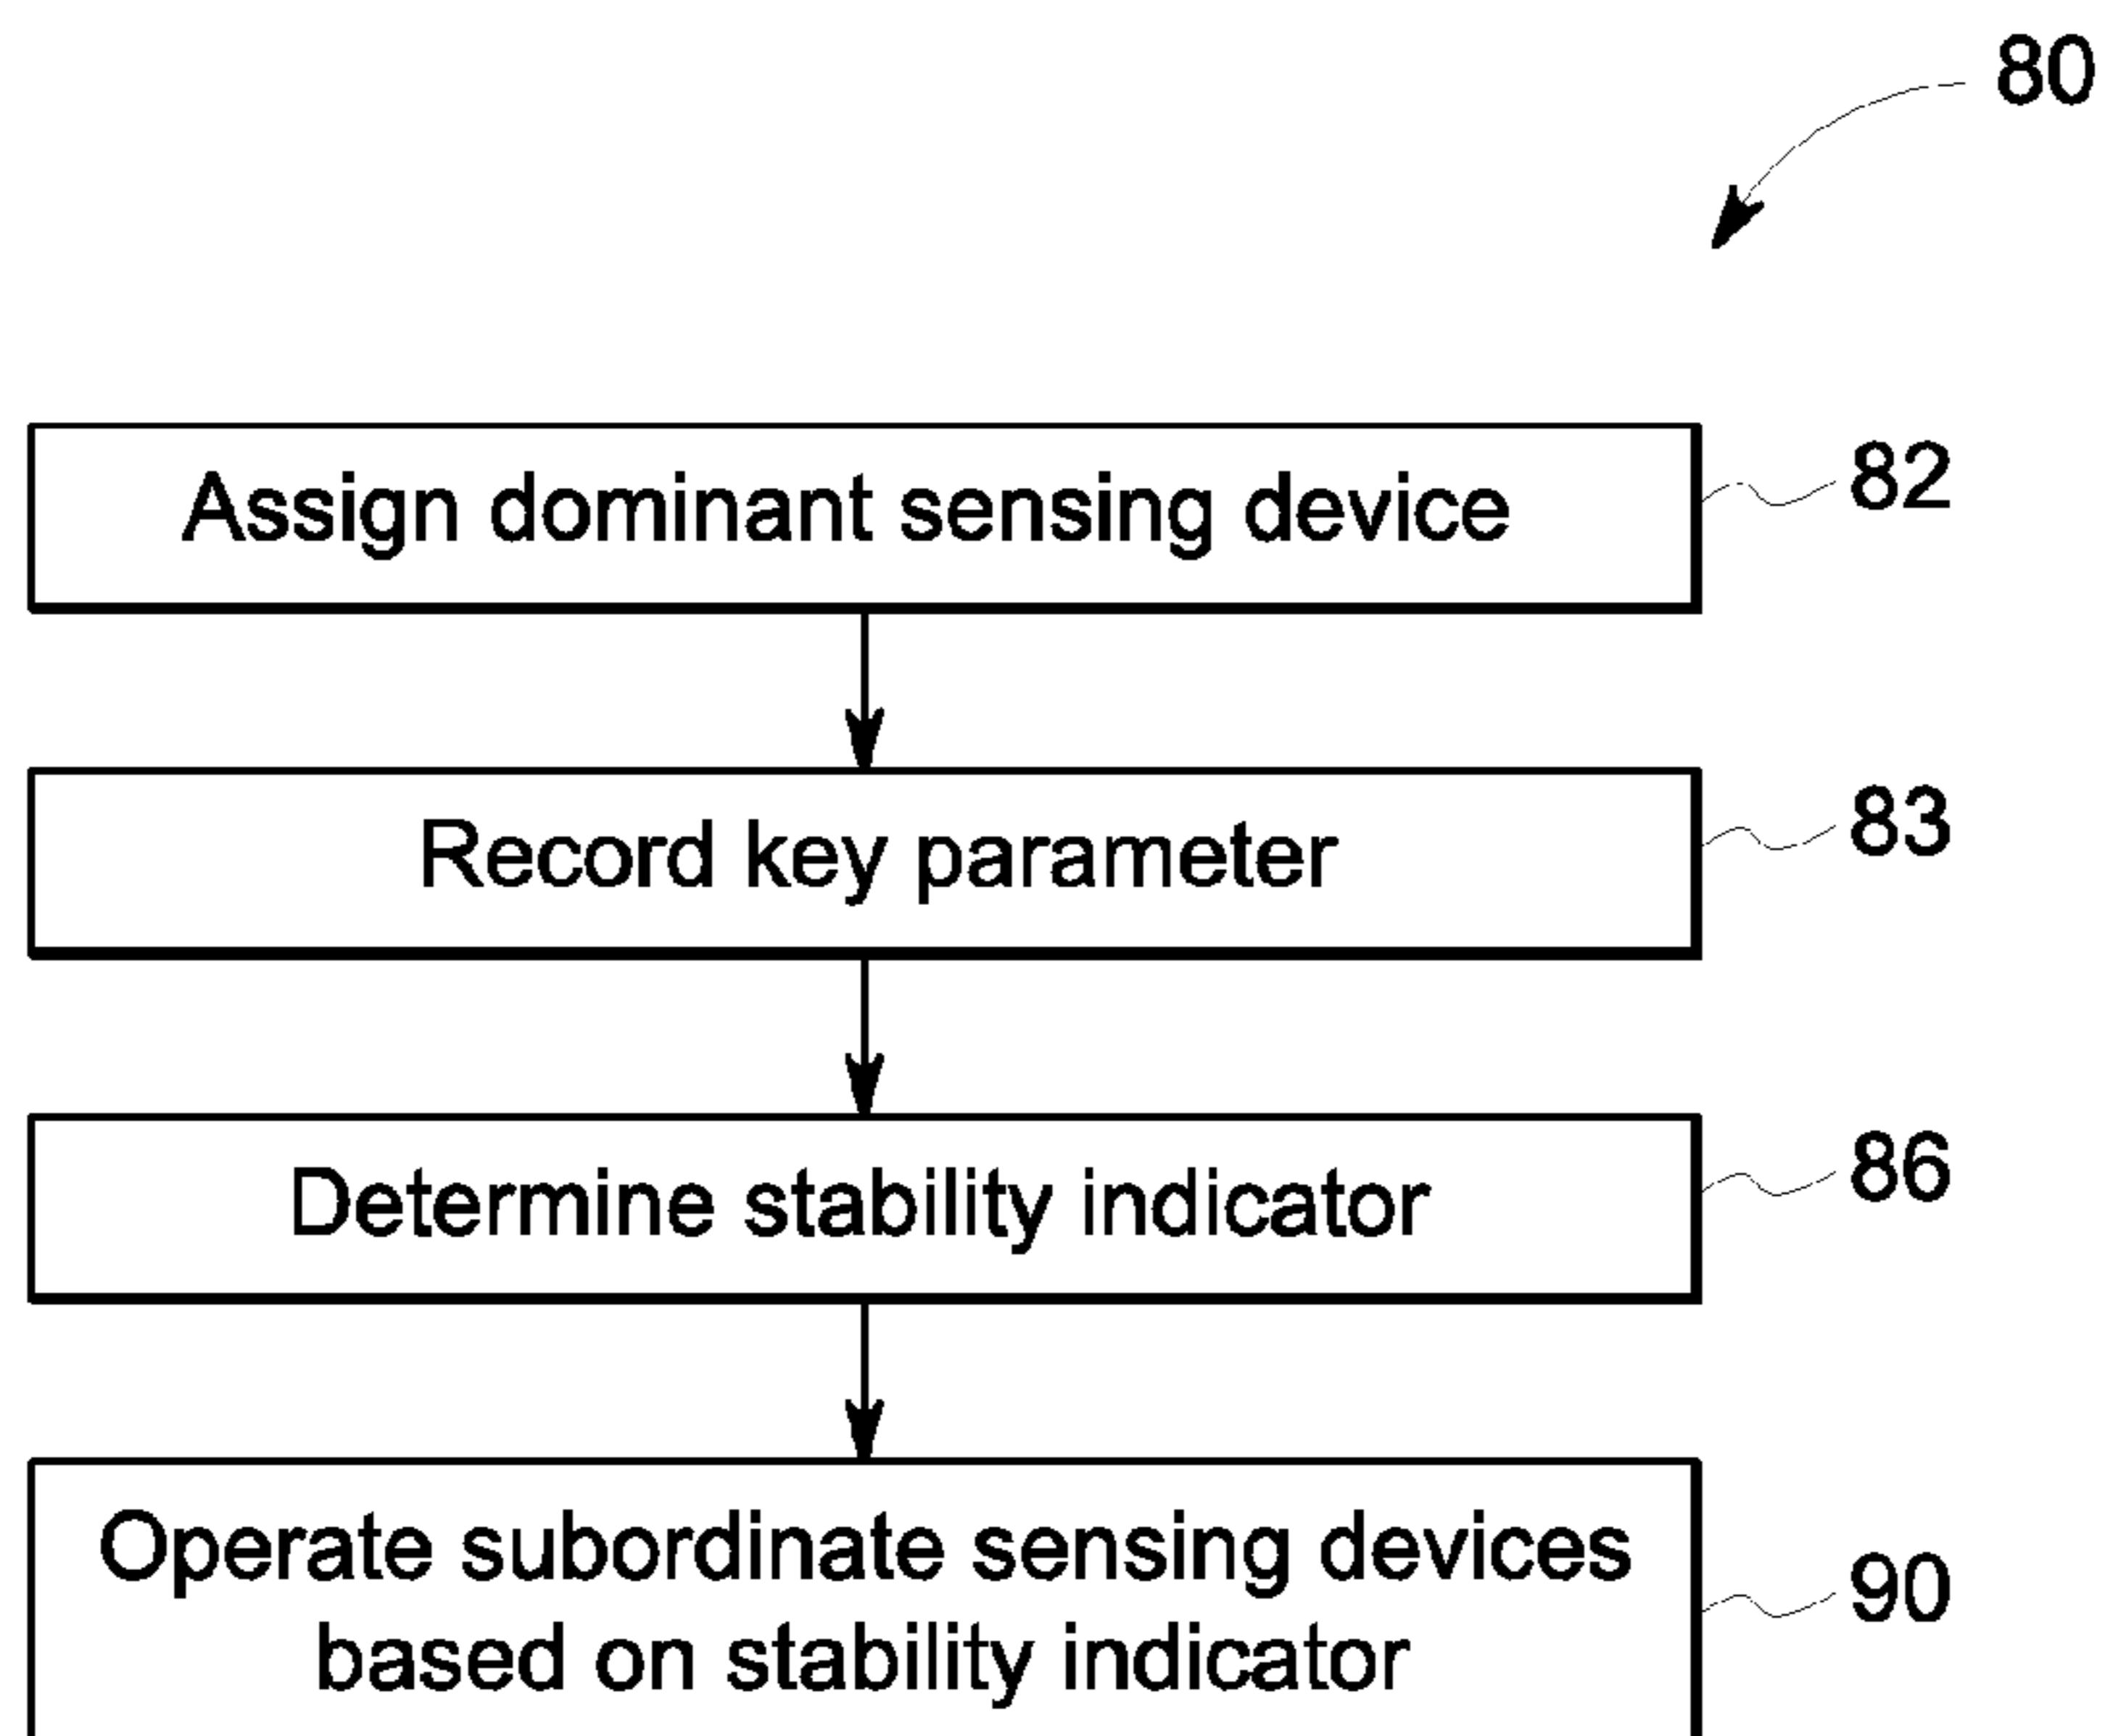 80
Assign dominant sensing device
82
Record key parameter
83
Determine stability indicator
86
Operate subordinate sensing devices
based on stability indicator
90